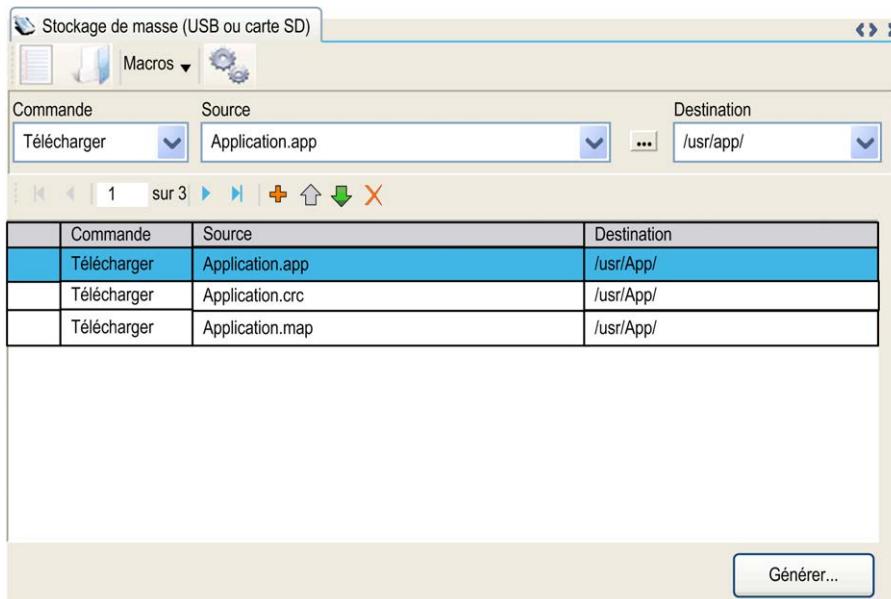 Stockage de masse (USB ou carte SD)
Macros
Commande Source Destination
Télécharger Application.app ... /usr/app/
1 sur 3
Commande Source Destination
Télécharger Application.app /usr/App/
Télécharger Application.crc /usr/App/
Télécharger Application.map /usr/App/
Générer...